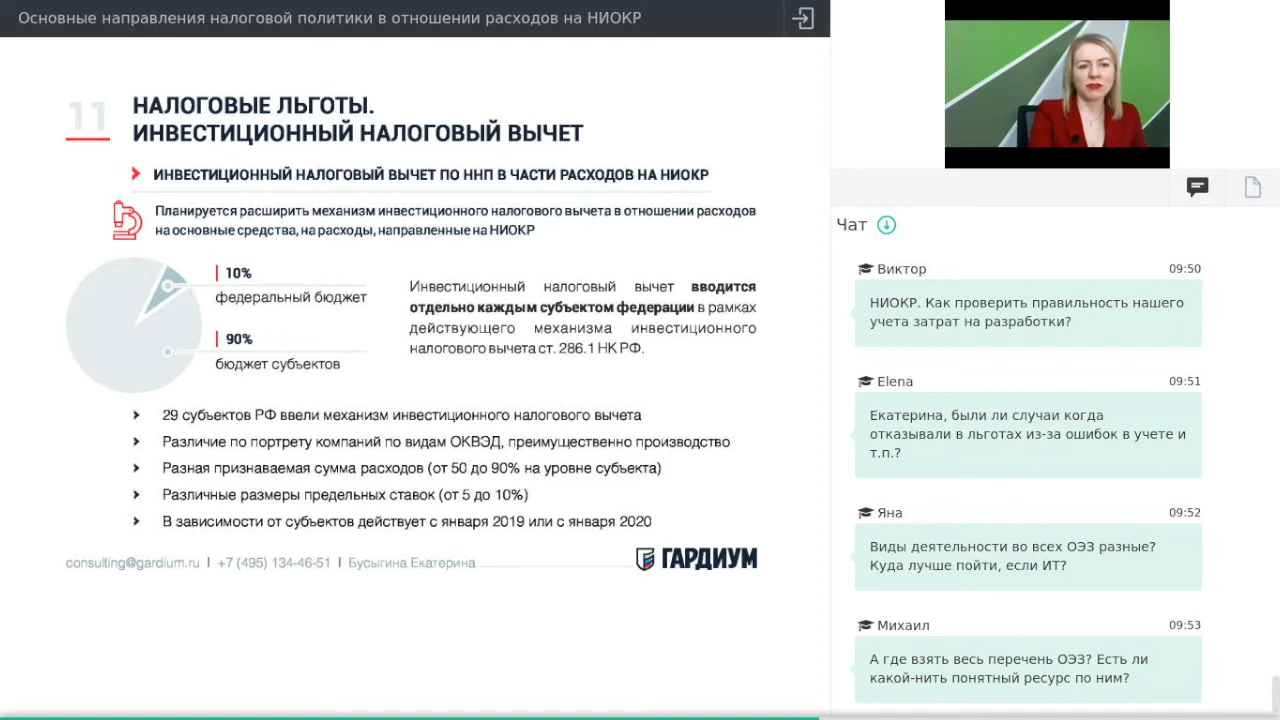 Основные направления налоговой политики в отношении расходов на НИОКР
11
НАЛОГОВЫЕ ЛЬГОТЫ.
ИНВЕСТИЦИОННЫЙ НАЛОГОВЫЙ ВЫЧЕТ
ИНВЕСТИЦИОННЫЙ НАЛОГОВЫЙ ВЫЧЕТ ПО ННП В ЧАСТИ РАСХОДОВ НА НИОКР
Планируется расширить механизм инвестиционного налогового вычета в отношении расходов
на основные средства, на расходы, направленные на НИОКР
10%
федеральный бюджет
90%
бюджет субъектов
Инвестиционный налоговый вычет вводится
отдельно каждым субъектом федерации в рамках
действующего механизма инвестиционного
налогового вычета ст. 286.1 НК РФ.
29 субъектов РФ ввели механизм инвестиционного налогового вычета
Различие по портрету компаний по видам ОКВЭД, преимущественно производство
Разная признаваемая сумма расходов (от 50 до 90% на уровне субъекта)
Различные размеры предельных ставок (от 5 до 10%)
В зависимости от субъектов действует с января 2019 или с января 2020
consulting@gardium.ru | +7 (495) 134-46-51 | Бусыгина Екатерина
ГАРДИУМ
Чат
Виктор 09:50
НИОКР. Как проверить правильность нашего
учета затрат на разработки?
Elena 09:51
Екатерина, были ли случаи когда
отказывали в льготах из-за ошибок в учете и
т.п.?
Яна 09:52
Виды деятельности во всех ОЭЗ разные?
Куда лучше пойти, если ИТ?
Михаил 09:53
А где взять весь перечень ОЭЗ? Есть ли
какой-нить понятный ресурс по ним?